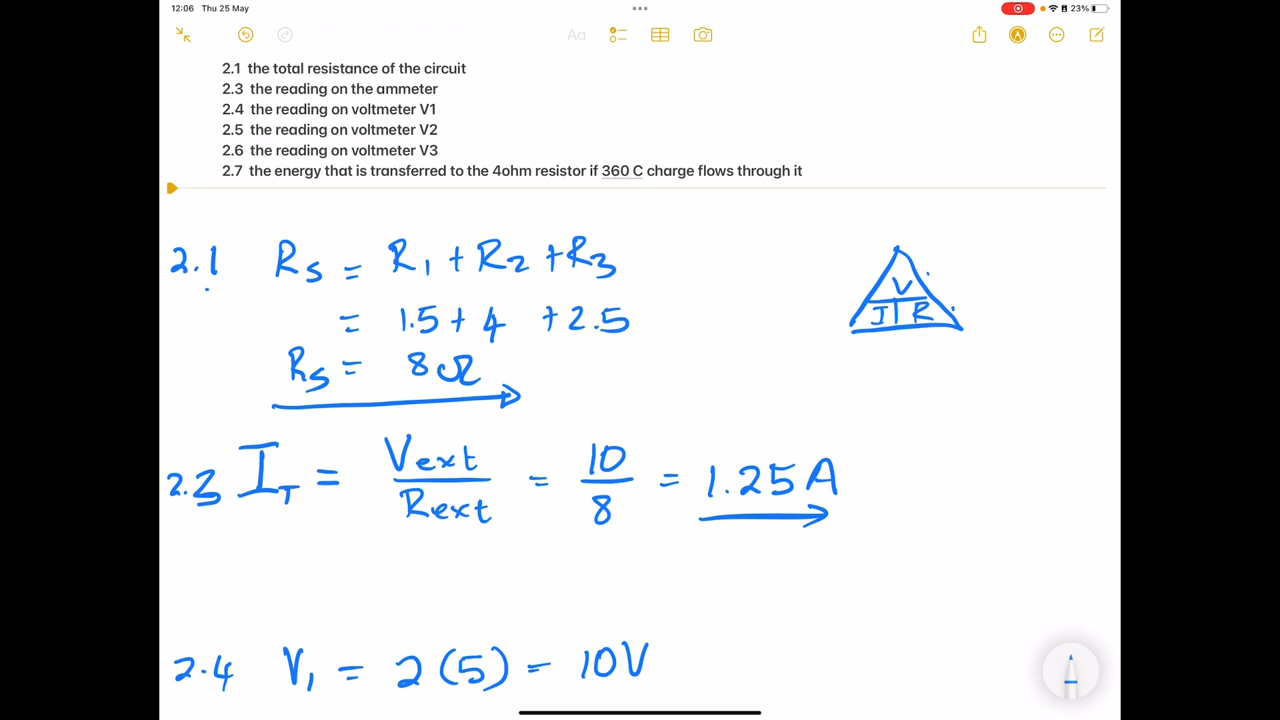 12:06 Thu 25 May
23%
Aa
2.1 the total resistance of the circuit
2.3 the reading on the ammeter
2.4 the reading on voltmeter V1
2.5 the reading on voltmeter V2
2.6 the reading on voltmeter V3
2.7 the energy that is transferred to the 4ohm resistor if 360 C charge flows through it
2.1 Rs = R1 + R2 + R3
= 1.5 + 4 + 2.5
Rs = 8Ω
V
I R
2.3 IT = Vext / Rext = 10 / 8 = 1.25 A
2.4 V1 = 2(5) = 10V